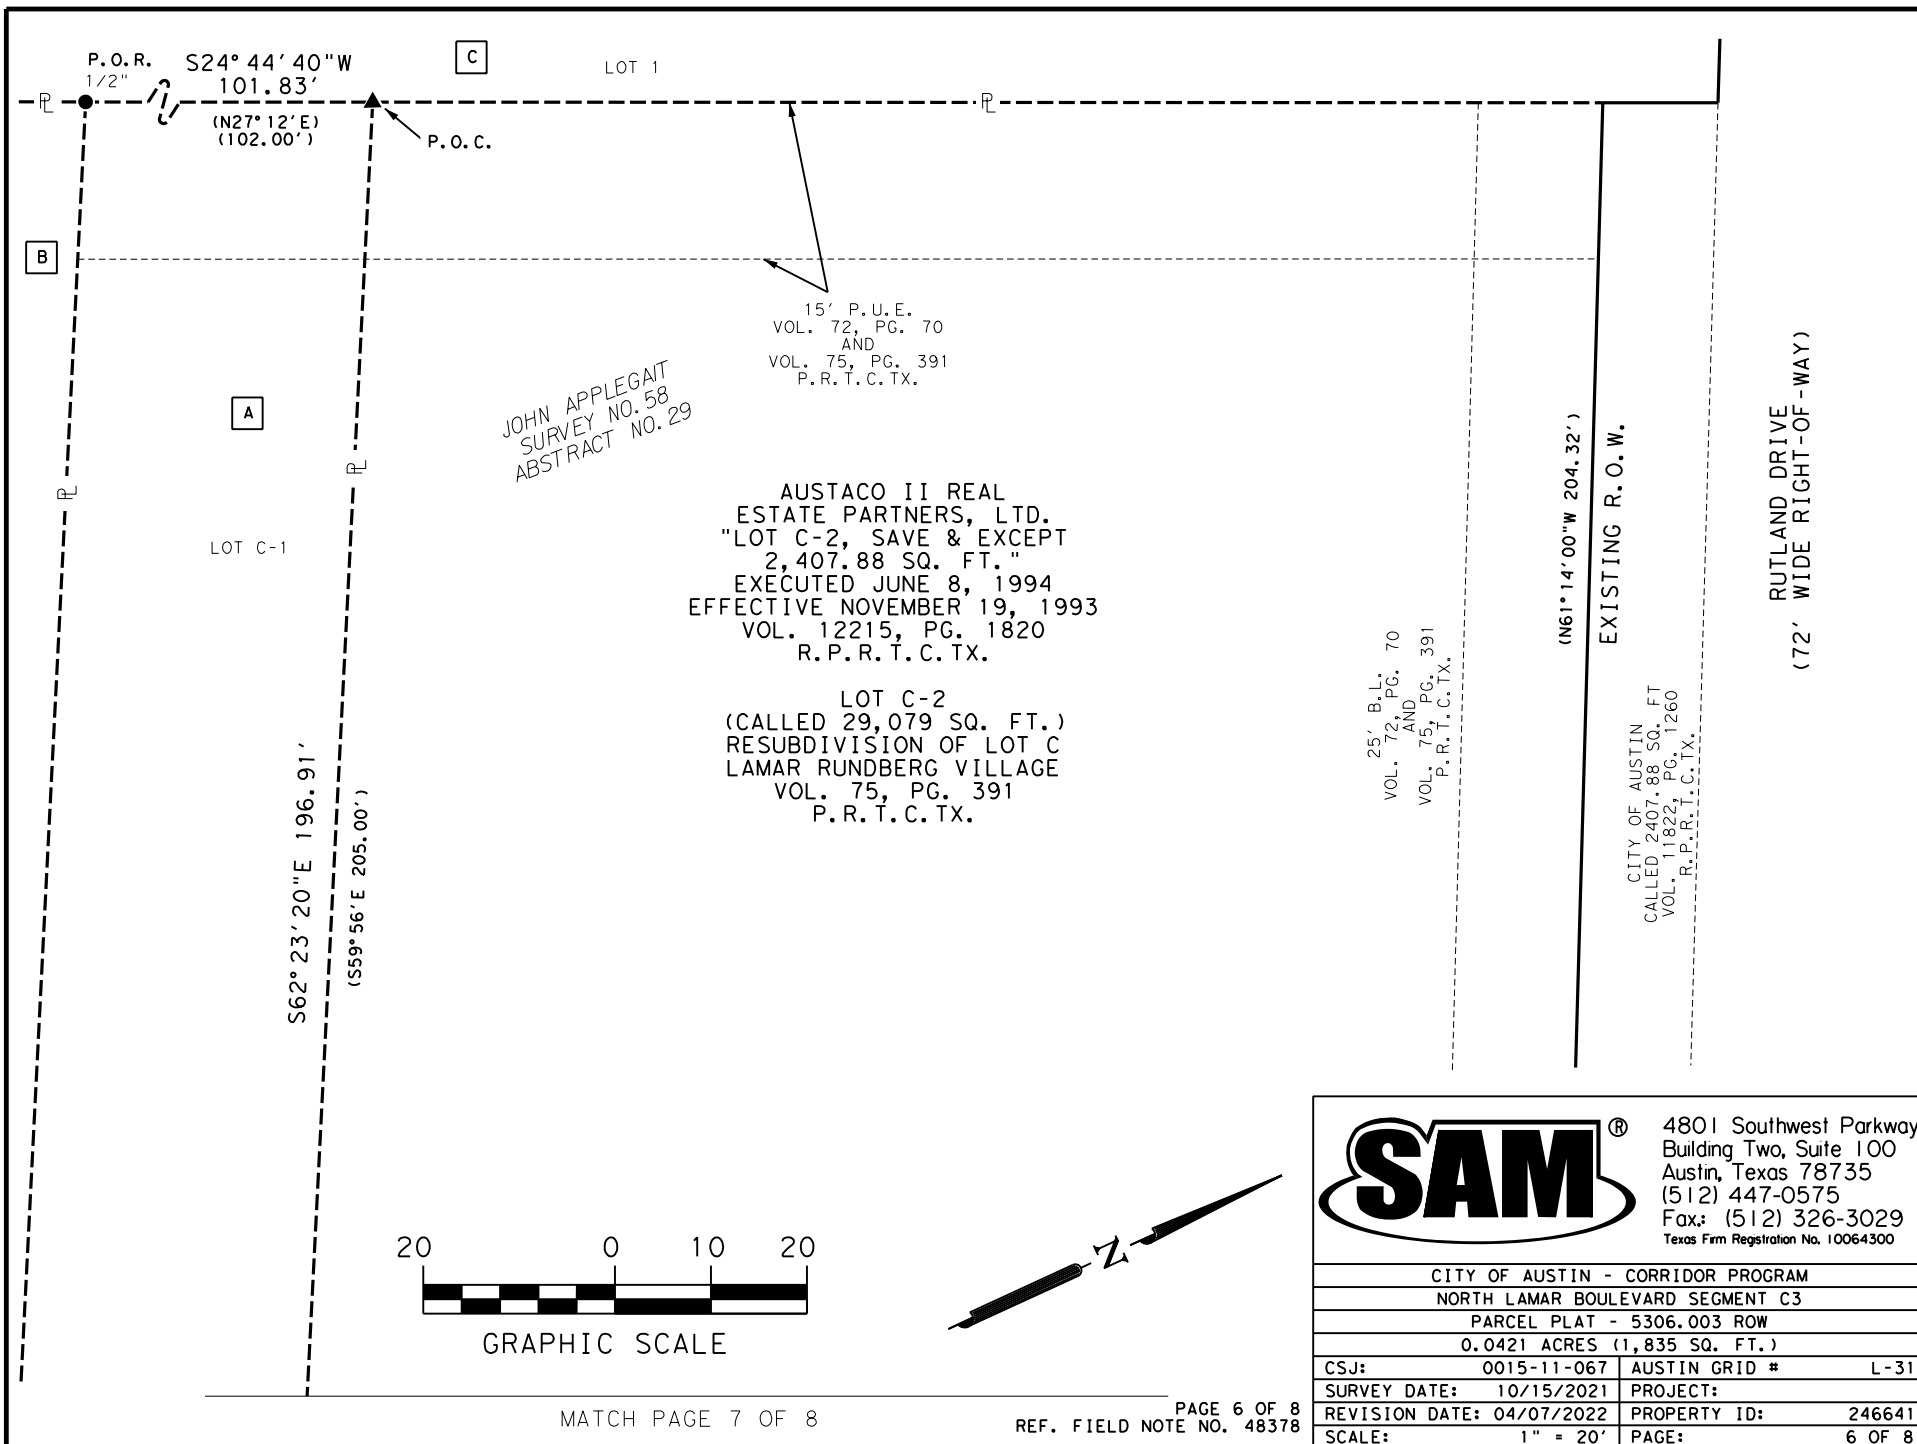 P.O.R.
1/2"
S24°44'40"W
101.83'
(N27°12'E)
(102.00')
C
LOT 1
P.O.C.
B
15' P.U.E.
VOL. 72, PG. 70
AND
VOL. 75, PG. 391
P.R.T.C.TX.
A
JOHN APPLEGAIT
SURVEY NO. 58
ABSTRACT NO. 29
LOT C-1
AUSTACO II REAL
ESTATE PARTNERS, LTD.
"LOT C-2, SAVE & EXCEPT
2,407.88 SQ. FT."
EXECUTED JUNE 8, 1994
EFFECTIVE NOVEMBER 19, 1993
VOL. 12215, PG. 1820
R.P.R.T.C.TX.
LOT C-2
(CALLED 29,079 SQ. FT.)
RESUBDIVISION OF LOT C
LAMAR RUNDBERG VILLAGE
VOL. 75, PG. 391
P.R.T.C.TX.
S62°23'20"E 196.91'
(S59°56'E 205.00')
25' B.L.
VOL. 72, PG. 70
AND
VOL. 75, PG. 391
P.R.T.C.TX.
(N61°14'00"W 204.32')
EXISTING R.O.W.
CITY OF AUSTIN
CALLED 2407.88 SQ. FT
VOL. 11822, PG. 1260
R.P.R.T.C.TX.
RUTLAND DRIVE
(72' WIDE RIGHT-OF-WAY)
20 0 10 20
GRAPHIC SCALE
N
MATCH PAGE 7 OF 8
PAGE 6 OF 8
REF. FIELD NOTE NO. 48378
SAM®
4801 Southwest Parkway
Building Two, Suite 100
Austin, Texas 78735
(512) 447-0575
Fax.: (512) 326-3029
Texas Firm Registration No. 10064300
CITY OF AUSTIN - CORRIDOR PROGRAM
NORTH LAMAR BOULEVARD SEGMENT C3
PARCEL PLAT - 5306.003 ROW
0.0421 ACRES (1,835 SQ. FT.)
CSJ: 0015-11-067 AUSTIN GRID # L-31
SURVEY DATE: 10/15/2021 PROJECT:
REVISION DATE: 04/07/2022 PROPERTY ID: 246641
SCALE: 1" = 20' PAGE: 6 OF 8